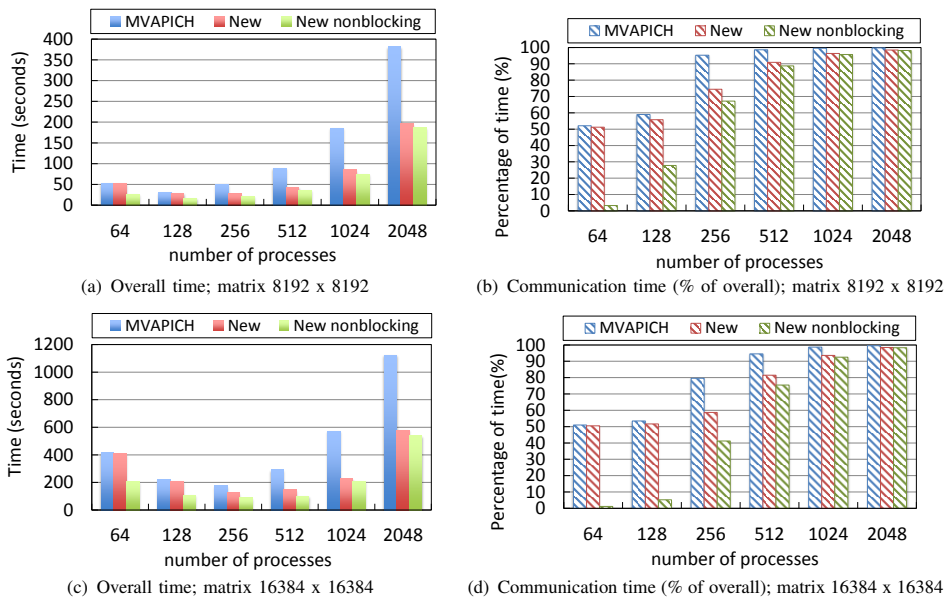 MVAPICH New New nonblocking
Time (seconds)
400
350
300
250
200
150
100
50
0
64 128 256 512 1024 2048
number of processes
(a) Overall time; matrix 8192 x 8192
MVAPICH New New nonblocking
Percentage of time (%)
100
90
80
70
60
50
40
30
20
10
0
64 128 256 512 1024 2048
number of processes
(b) Communication time (% of overall); matrix 8192 x 8192
MVAPICH New New nonblocking
Time (seconds)
1200
1000
800
600
400
200
0
64 128 256 512 1024 2048
number of processes
(c) Overall time; matrix 16384 x 16384
MVAPICH New New nonblocking
Percentage of time(%)
100
90
80
70
60
50
40
30
20
10
0
64 128 256 512 1024 2048
number of processes
(d) Communication time (% of overall); matrix 16384 x 16384